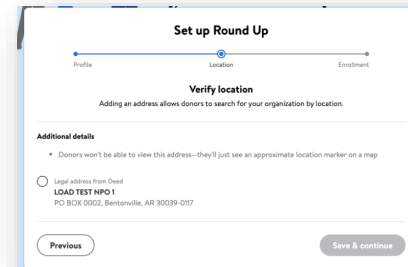 Set up Round Up
Profile
Location
Enrollment
Verify location
Adding an address allows donors to search for your organization by location.
Additional details
• Donors won't be able to view this address—they'll just see an approximate location marker on a map
Legal address from Deed
LOAD TEST NPO 1
PO BOX 0002, Bentonville, AR 30039-0117
Previous
Save & continue